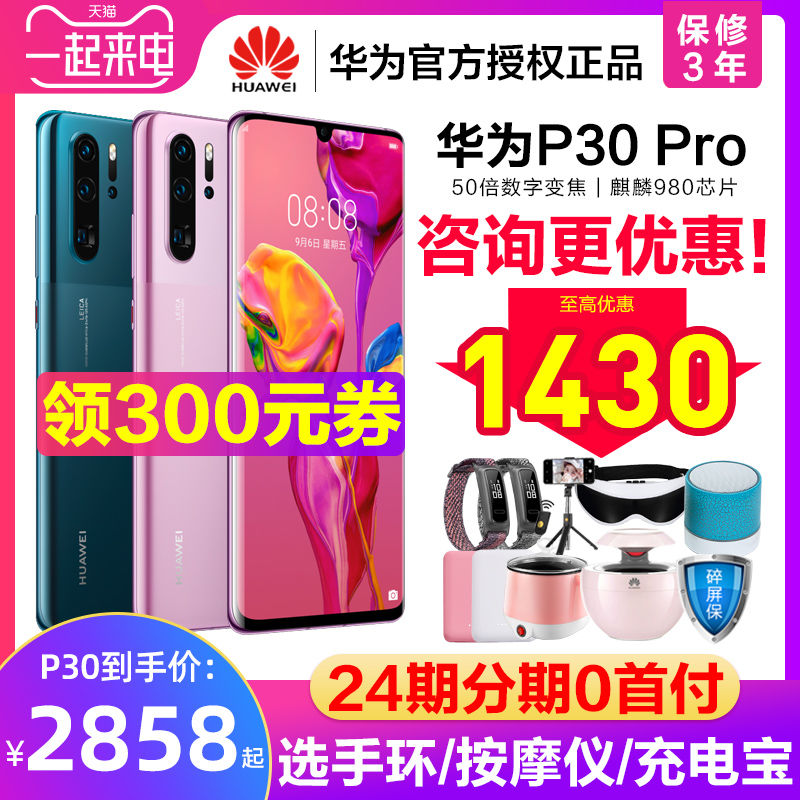 天猫
一起来电
HUAWEI
华为官方授权正品
保修
3年
华为P30 Pro
50倍数字变焦 | 麒麟980芯片
咨询更优惠!
至高优惠
1430
08:08
9月6日 星期五
LEICA
LEICA
领300元券
HUAWEI
HUAWEI
HUAWEI
碎
屏
保
P30到手价:
¥2858起
24期分期0首付
选手环/按摩仪/充电宝